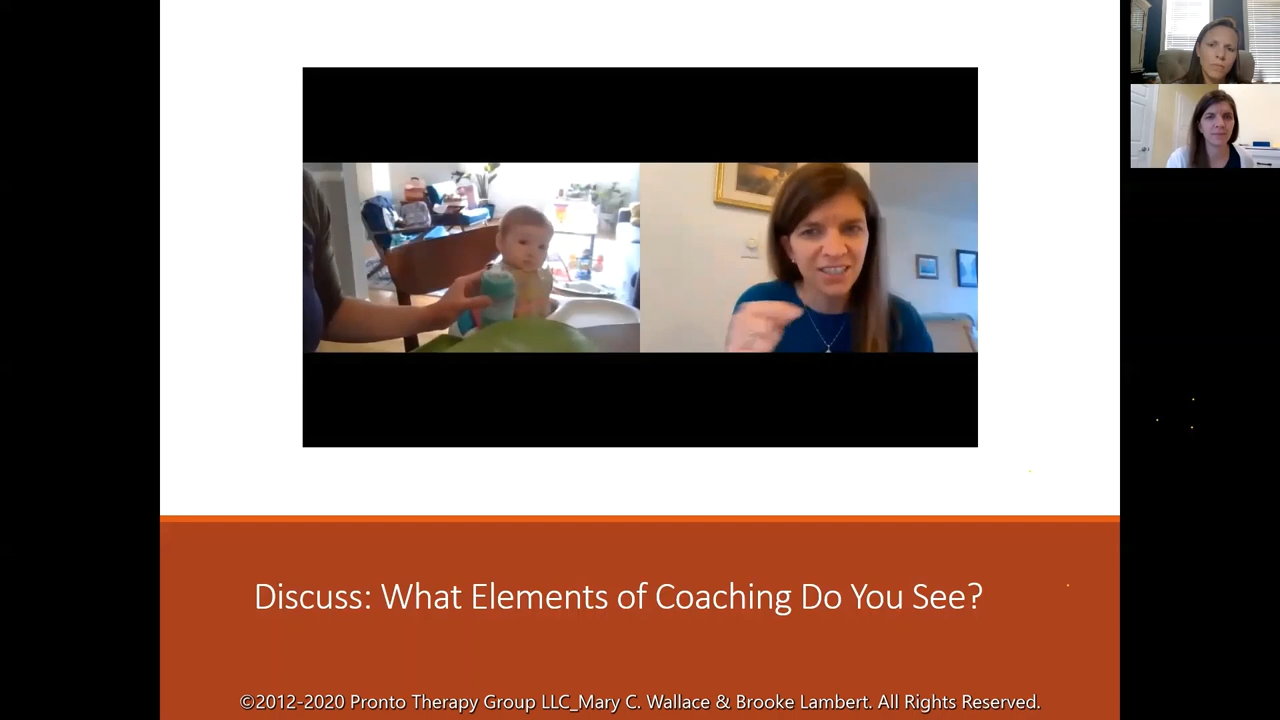 Discuss: What Elements of Coaching Do You See?
©2012-2020 Pronto Therapy Group LLC_Mary C. Wallace & Brooke Lambert. All Rights Reserved.